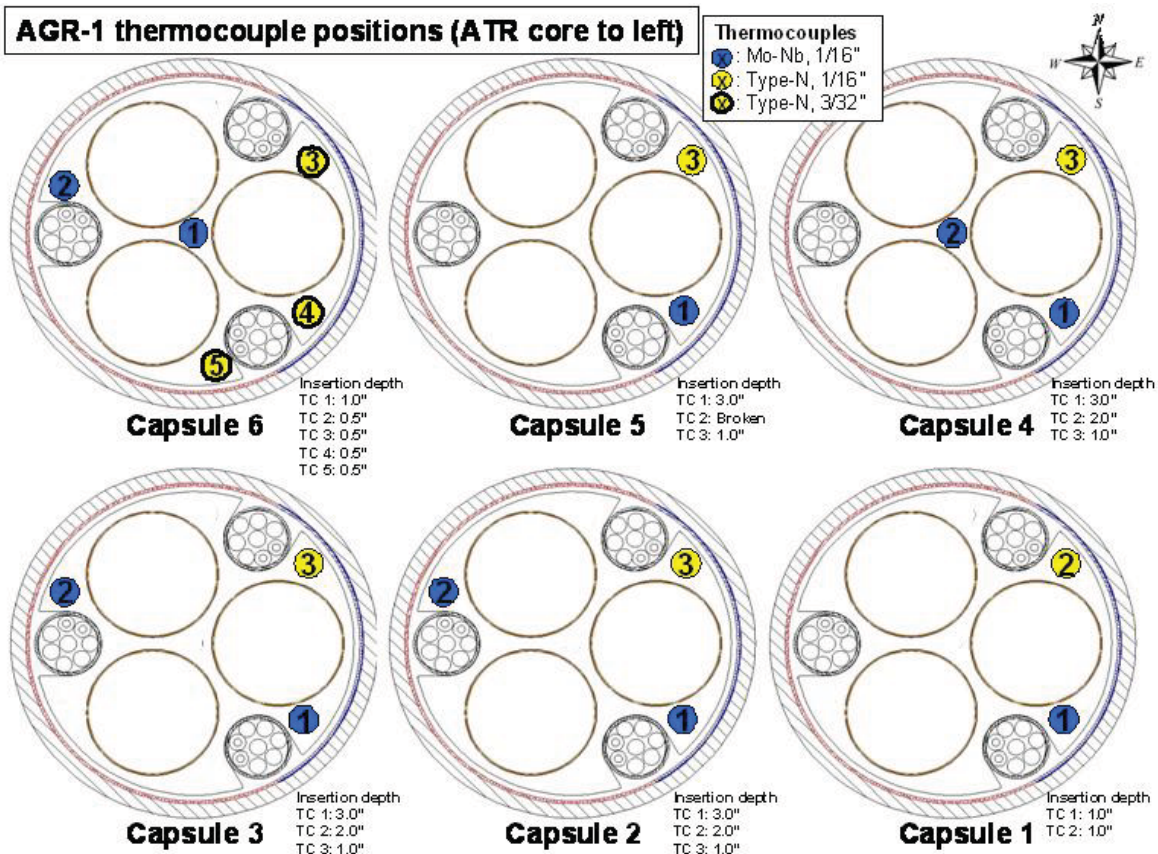 AGR-1 thermocouple positions (ATR core to left)
Thermocouples
X : Mo-Nb, 1/16"
X : Type-N, 1/16"
X : Type-N, 3/32"
N
W E
S
3
2
1
4
5
Insertion depth
TC 1: 1.0"
TC 2: 0.5"
TC 3: 0.5"
TC 4: 0.5"
TC 5: 0.5"
Capsule 6
3
1
Insertion depth
TC 1: 3.0"
TC 2: Broken
TC 3: 1.0"
Capsule 5
3
2
1
Insertion depth
TC 1: 3.0"
TC 2: 2.0"
TC 3: 1.0"
Capsule 4
3
2
1
Insertion depth
TC 1: 3.0"
TC 2: 2.0"
TC 3: 1.0"
Capsule 3
3
2
1
Insertion depth
TC 1: 3.0"
TC 2: 2.0"
TC 3: 1.0"
Capsule 2
2
1
Insertion depth
TC 1: 1.0"
TC 2: 1.0"
Capsule 1